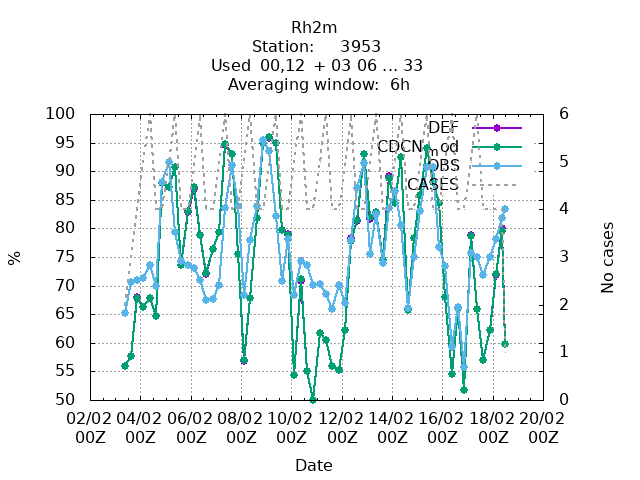 Rh2m
Station: 3953
Used 00,12 + 03 06 ... 33
Averaging window: 6h
100
95
90
85
80
75
70
65
60
55
50
%
6
5
4
3
2
1
0
No cases
DEF
CDCN_mod
OBS
CASES
02/02 04/02 06/02 08/02 10/02 12/02 14/02 16/02 18/02 20/02
00Z 00Z 00Z 00Z 00Z 00Z 00Z 00Z 00Z 00Z
Date